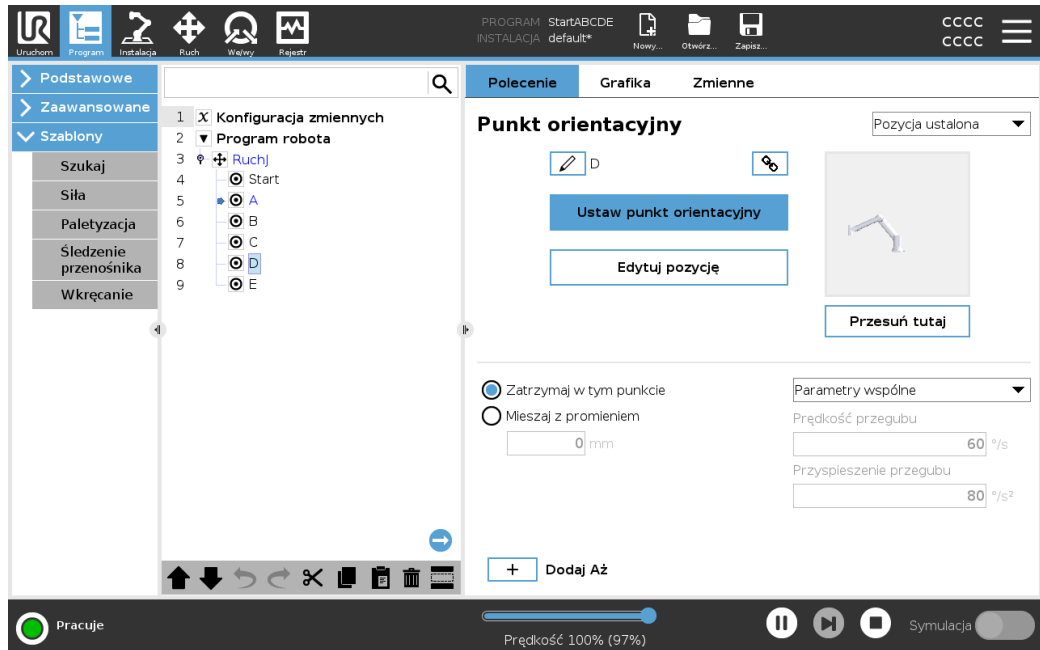 UR
PROGRAM StartABCDE
INSTALACJA default*
CCCC
CCCC
Uruchom Program Instalacja Ruch We/wy Rejestr Nowy... Otwórz... Zapisz...
Podstawowe
Zaawansowane
Szablony
Szukaj
Siła
Paletyzacja
Śledzenie
przenośnika
Wkręcanie
1 X Konfiguracja zmiennych
2 Program robota
3 RuchJ
4 Start
5 A
6 B
7 C
8 D
9 E
Polecenie Grafika Zmienne
Punkt orientacyjny
Pozycja ustalona
D
Ustaw punkt orientacyjny
Edytuj pozycję
Przesuń tutaj
Zatrzymaj w tym punkcie
Mieszaj z promieniem
0 mm
Parametry wspólne
Prędkość przegubu
60 °/s
Przyspieszenie przegubu
80 °/s²
+ Dodaj Aż
Pracuje
Prędkość 100% (97%)
Symulacja